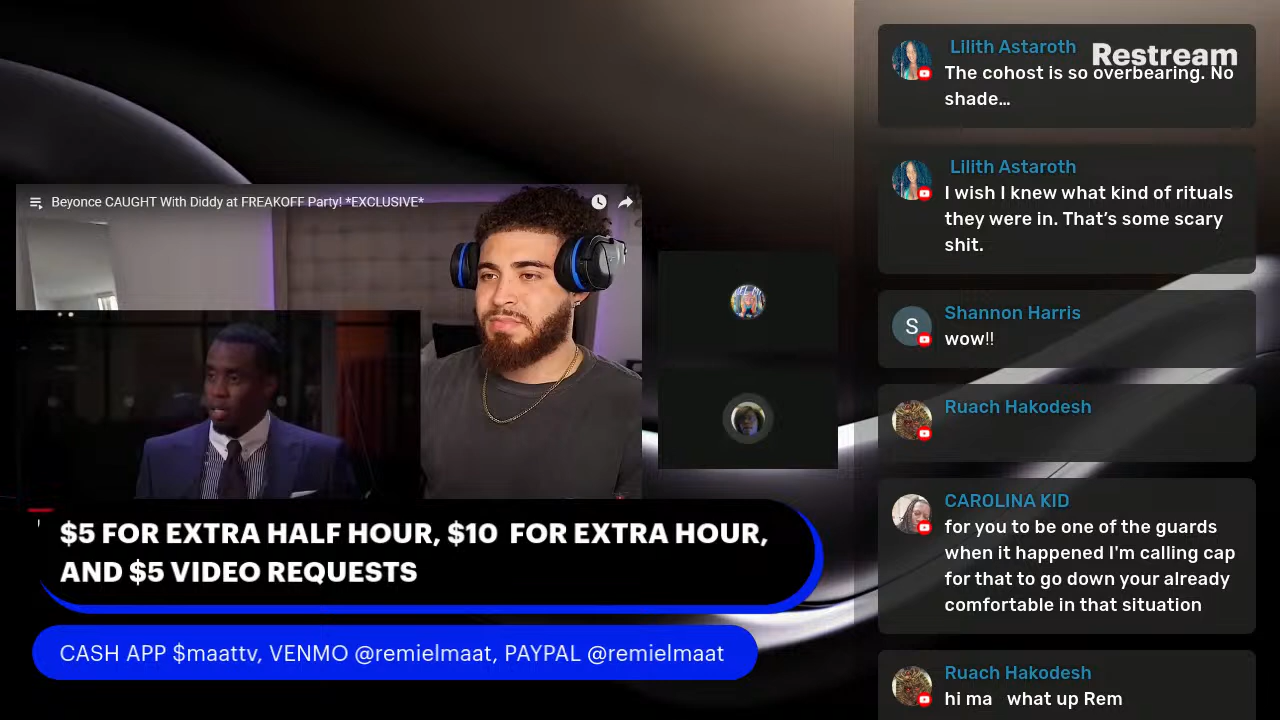 Beyonce CAUGHT With Diddy at FREAKOFF Party! *EXCLUSIVE*
$5 FOR EXTRA HALF HOUR, $10 FOR EXTRA HOUR,
AND $5 VIDEO REQUESTS
CASH APP $maattv, VENMO @remielmaat, PAYPAL @remielmaat
Restream
Lilith Astaroth
The cohost is so overbearing. No
shade…
Lilith Astaroth
I wish I knew what kind of rituals
they were in. That’s some scary
shit.
S
Shannon Harris
wow!!
Ruach Hakodesh
CAROLINA KID
for you to be one of the guards
when it happened I'm calling cap
for that to go down your already
comfortable in that situation
Ruach Hakodesh
hi ma what up Rem